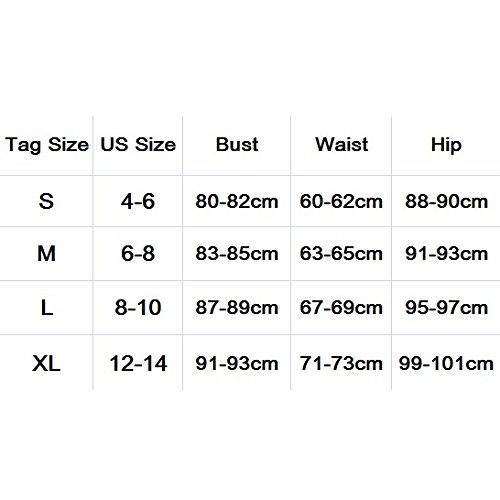 Tag Size US Size Bust Waist Hip
S 4-6 80-82cm 60-62cm 88-90cm
M 6-8 83-85cm 63-65cm 91-93cm
L 8-10 87-89cm 67-69cm 95-97cm
XL 12-14 91-93cm 71-73cm 99-101cm